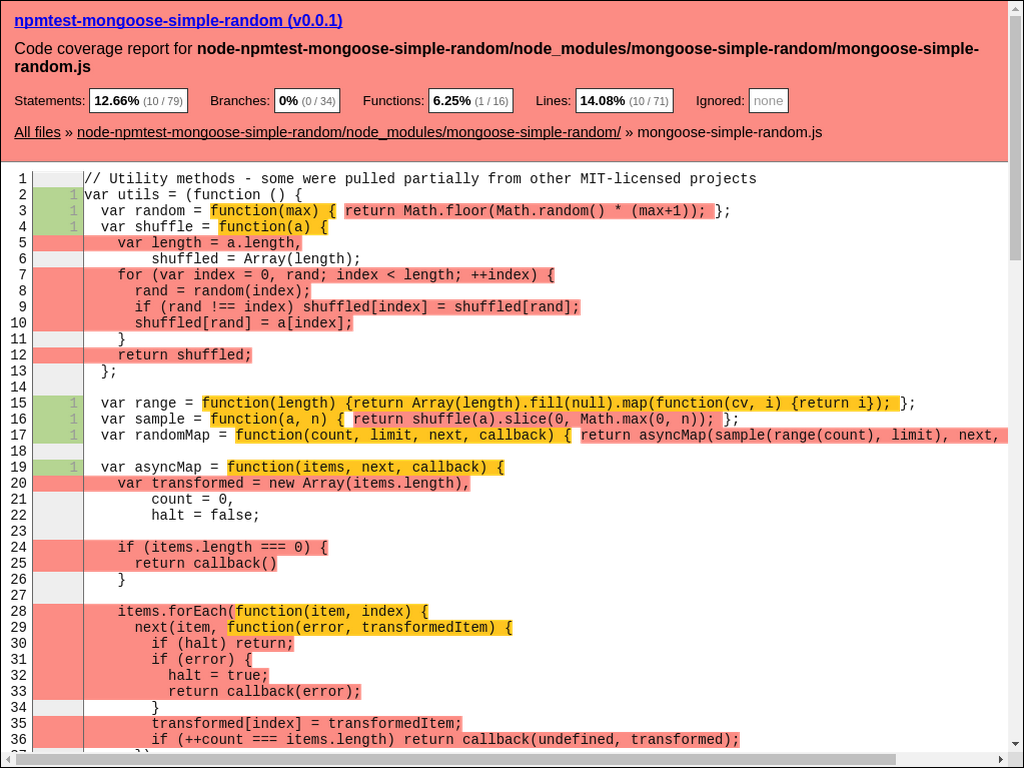 npmtest-mongoose-simple-random (v0.0.1)
Code coverage report for node-npmtest-mongoose-simple-random/node_modules/mongoose-simple-random/mongoose-simple-
random.js
Statements: 12.66% (10 / 79) Branches: 0% (0 / 34) Functions: 6.25% (1 / 16) Lines: 14.08% (10 / 71) Ignored: none
All files » node-npmtest-mongoose-simple-random/node_modules/mongoose-simple-random/ » mongoose-simple-random.js
1 // Utility methods - some were pulled partially from other MIT-licensed projects
2 1 var utils = (function () {
3 1 var random = function(max) { return Math.floor(Math.random() * (max+1)); };
4 1 var shuffle = function(a) {
5 var length = a.length,
6 shuffled = Array(length);
7 for (var index = 0, rand; index < length; ++index) {
8 rand = random(index);
9 if (rand !== index) shuffled[index] = shuffled[rand];
10 shuffled[rand] = a[index];
11 }
12 return shuffled;
13 };
14
15 1 var range = function(length) {return Array(length).fill(null).map(function(cv, i) {return i}); };
16 1 var sample = function(a, n) { return shuffle(a).slice(0, Math.max(0, n)); };
17 1 var randomMap = function(count, limit, next, callback) { return asyncMap(sample(range(count), limit), next,
18
19 1 var asyncMap = function(items, next, callback) {
20 var transformed = new Array(items.length),
21 count = 0,
22 halt = false;
23
24 if (items.length === 0) {
25 return callback()
26 }
27
28 items.forEach(function(item, index) {
29 next(item, function(error, transformedItem) {
30 if (halt) return;
31 if (error) {
32 halt = true;
33 return callback(error);
34 }
35 transformed[index] = transformedItem;
36 if (++count === items.length) return callback(undefined, transformed);